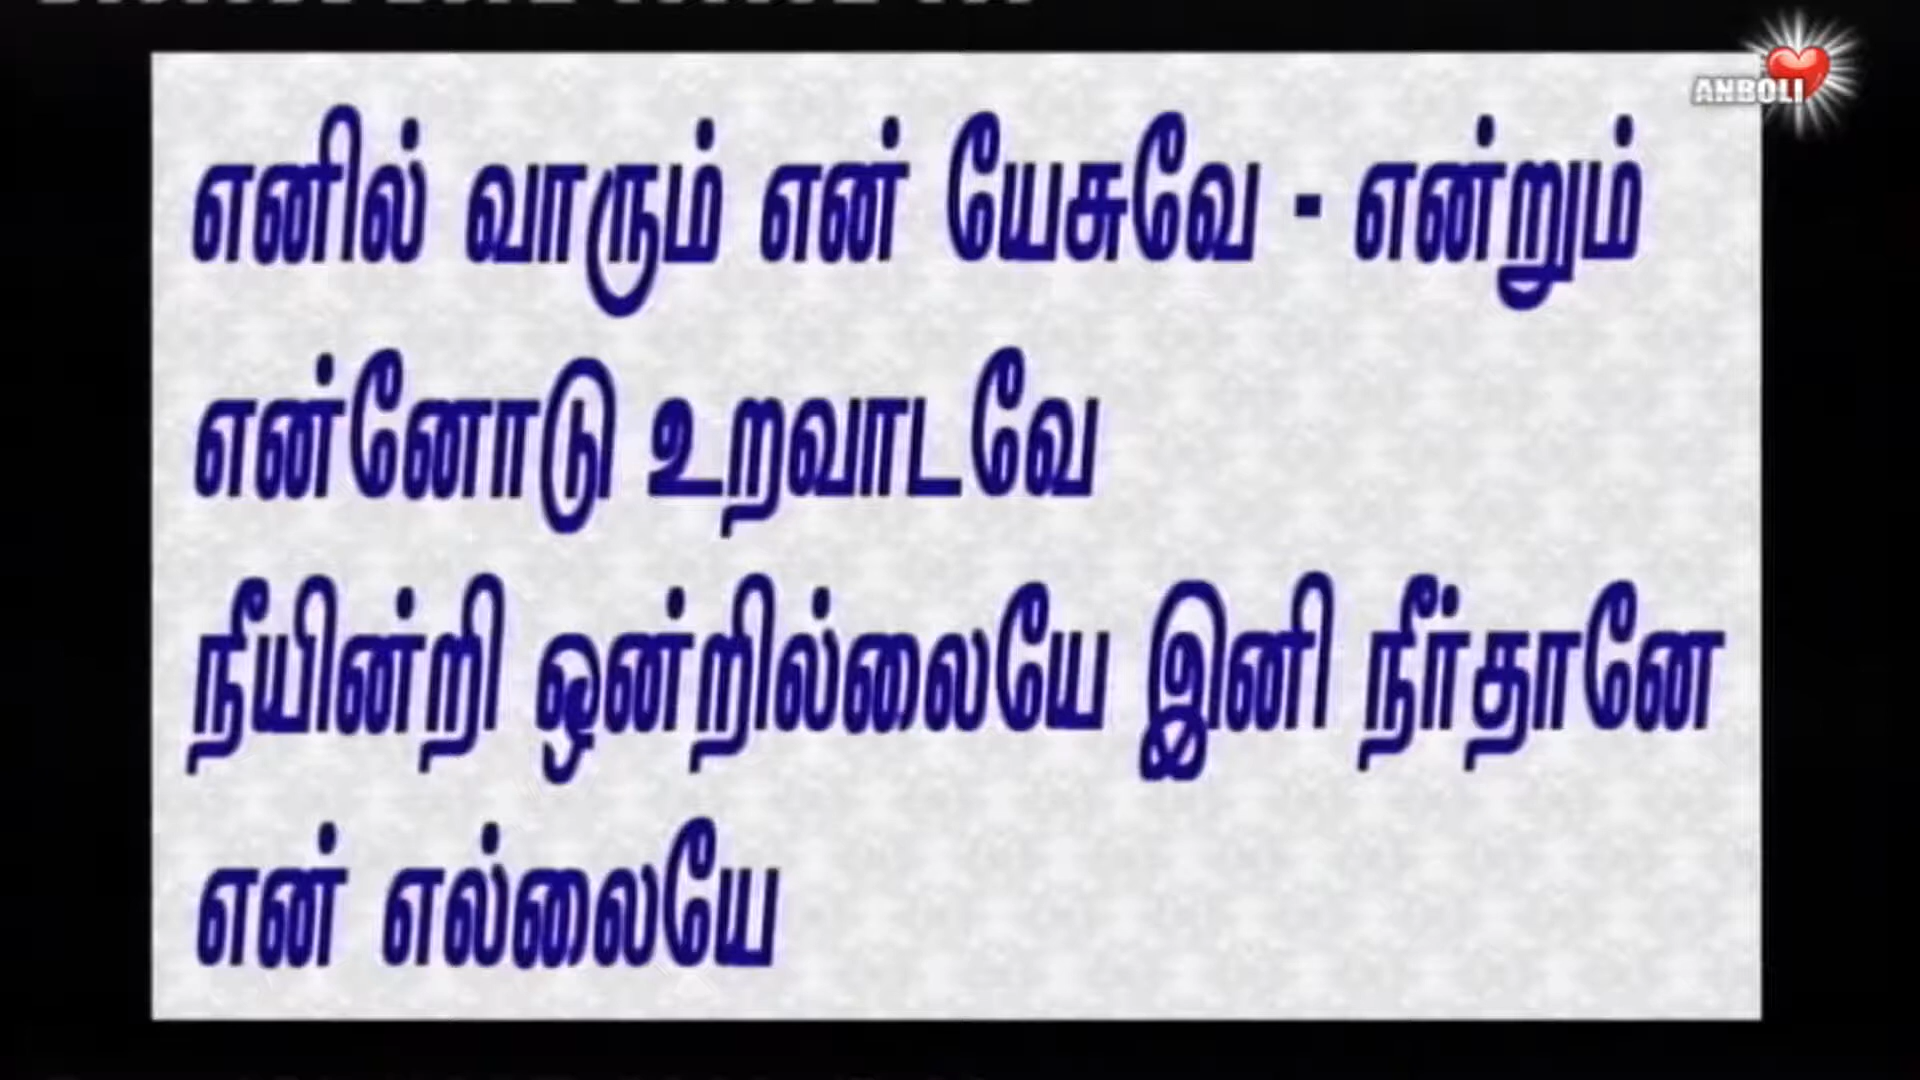 ANBOLI
எனில் வாரும் என் யேசுவே - என்றும்
என்னோடு உறவாடவே
நீயின்றி ஒன்றில்லையே இனி நீர்தானே
என் எல்லையே